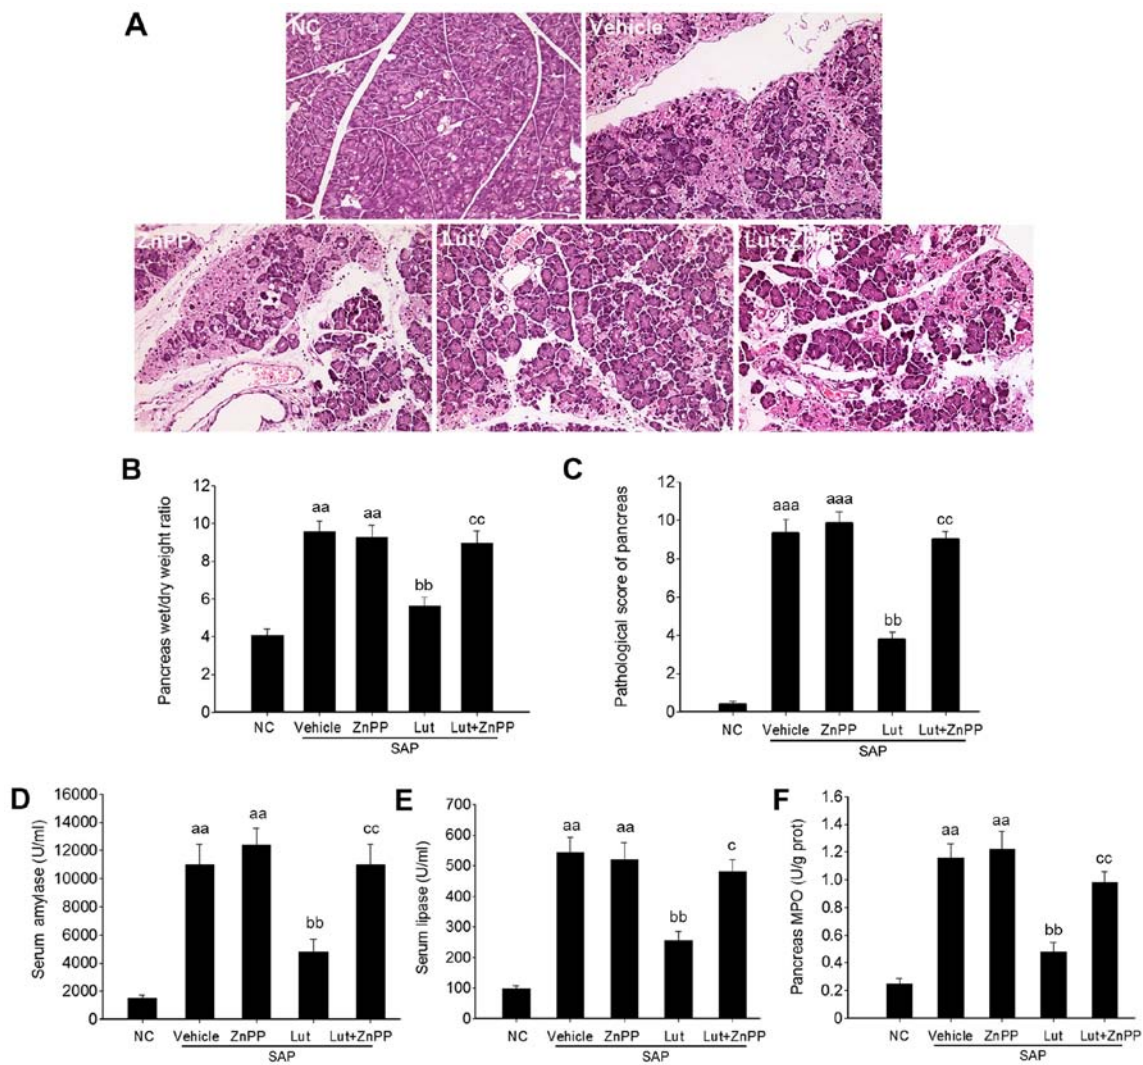 A
NC
Vehicle
ZnPP
Lut
Lut+ZnPP
B
Pancreas wet/dry weight ratio
12
10
8
6
4
2
0
aa
aa
bb
cc
NC Vehicle ZnPP Lut Lut+ZnPP
SAP
C
Pathological score of pancreas
12
10
8
6
4
2
0
aaa
aaa
bb
cc
NC Vehicle ZnPP Lut Lut+ZnPP
SAP
D
Serum amylase (U/ml)
16000
14000
12000
10000
8000
6000
4000
2000
0
aa
aa
bb
cc
NC Vehicle ZnPP Lut Lut+ZnPP
SAP
E
Serum lipase (U/ml)
700
600
500
400
300
200
100
0
aa
aa
bb
c
NC Vehicle ZnPP Lut Lut+ZnPP
SAP
F
Pancreas MPO (U/g prot)
1.6
1.4
1.2
1.0
0.8
0.6
0.4
0.2
0.0
aa
aa
bb
cc
NC Vehicle ZnPP Lut Lut+ZnPP
SAP